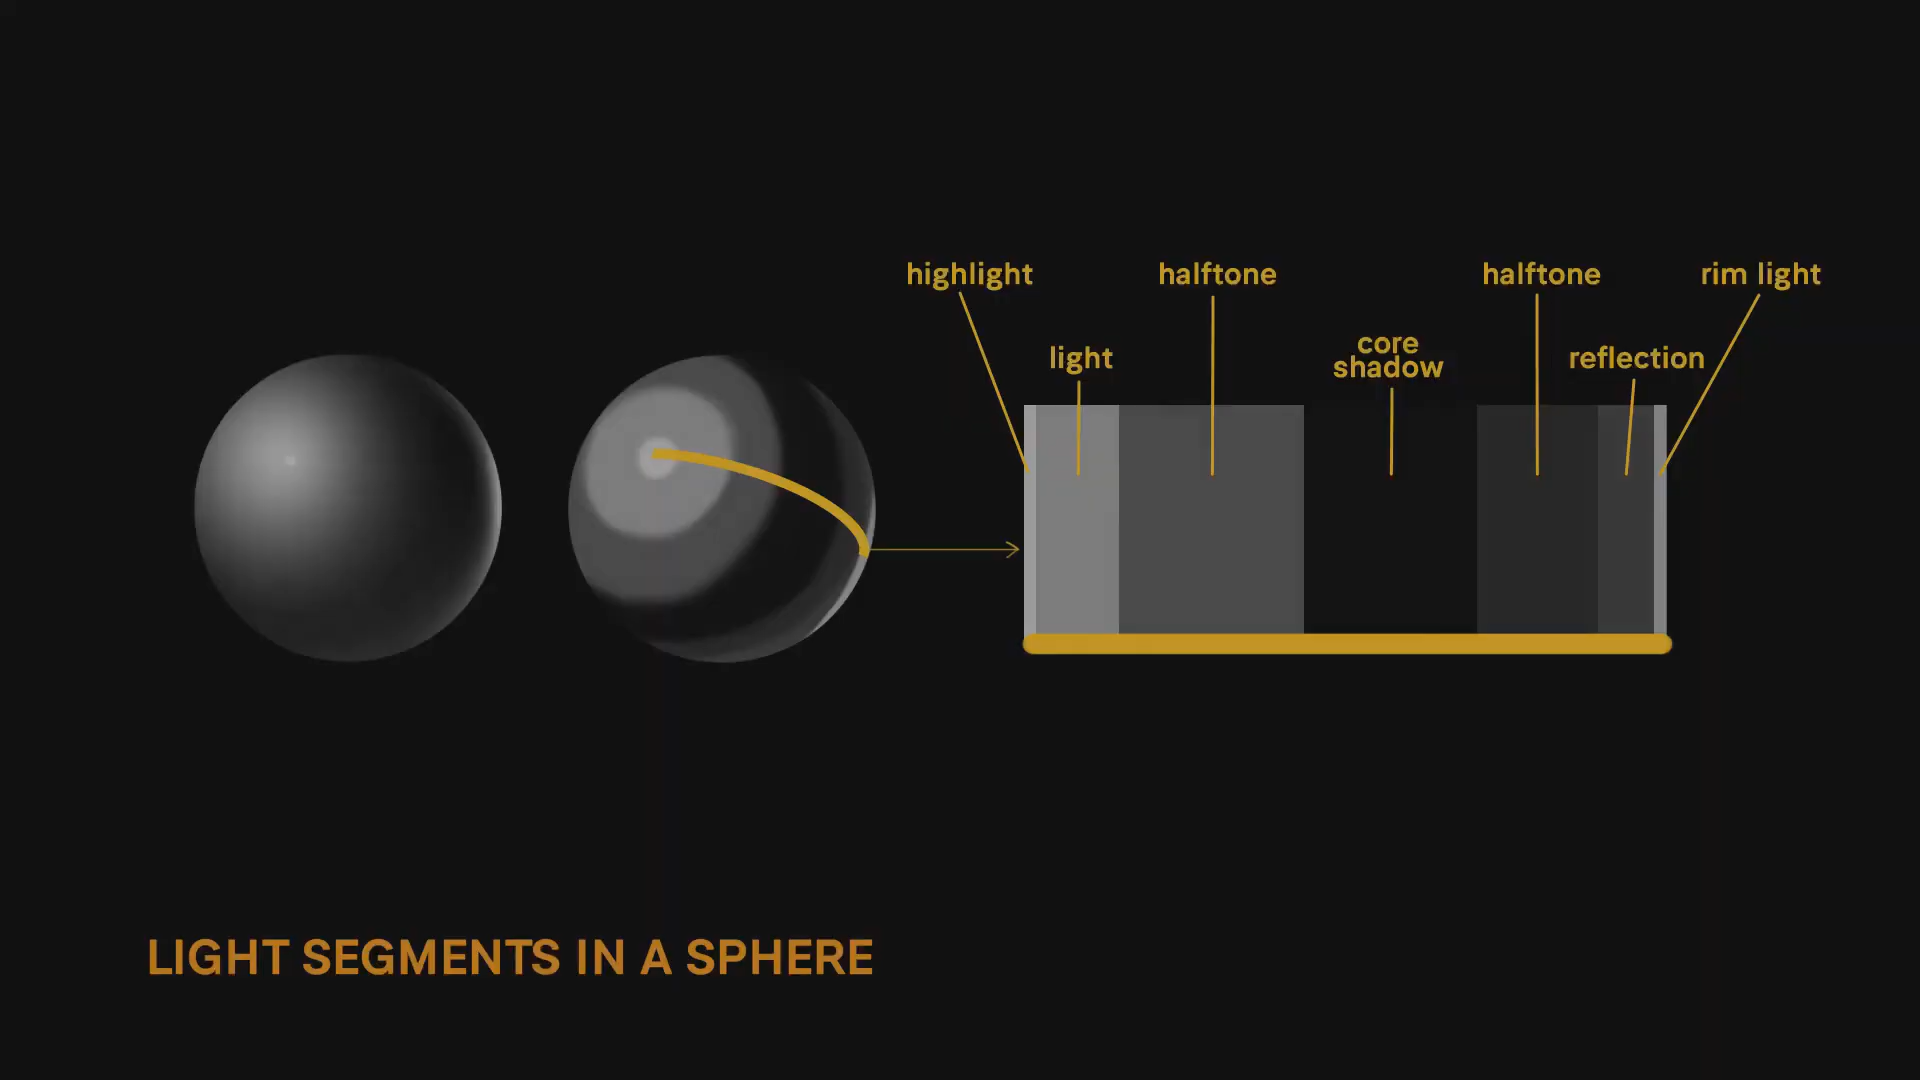 highlight
halftone
halftone
rim light
light
core
shadow
reflection
LIGHT SEGMENTS IN A SPHERE